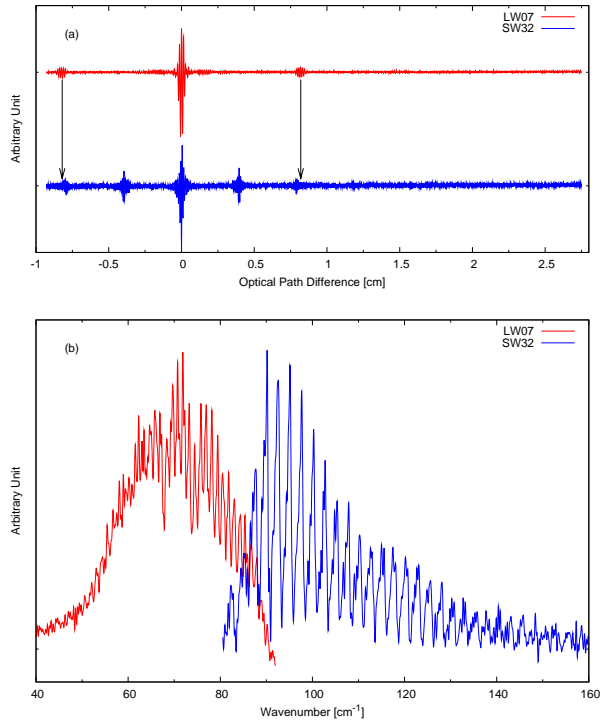 (a)
LW07
SW32
Arbitrary Unit
-1 -0.5 0 0.5 1 1.5 2 2.5
Optical Path Difference [cm]
(b)
LW07
SW32
Arbitrary Unit
40 60 80 100 120 140 160
Wavenumber [cm⁻¹]